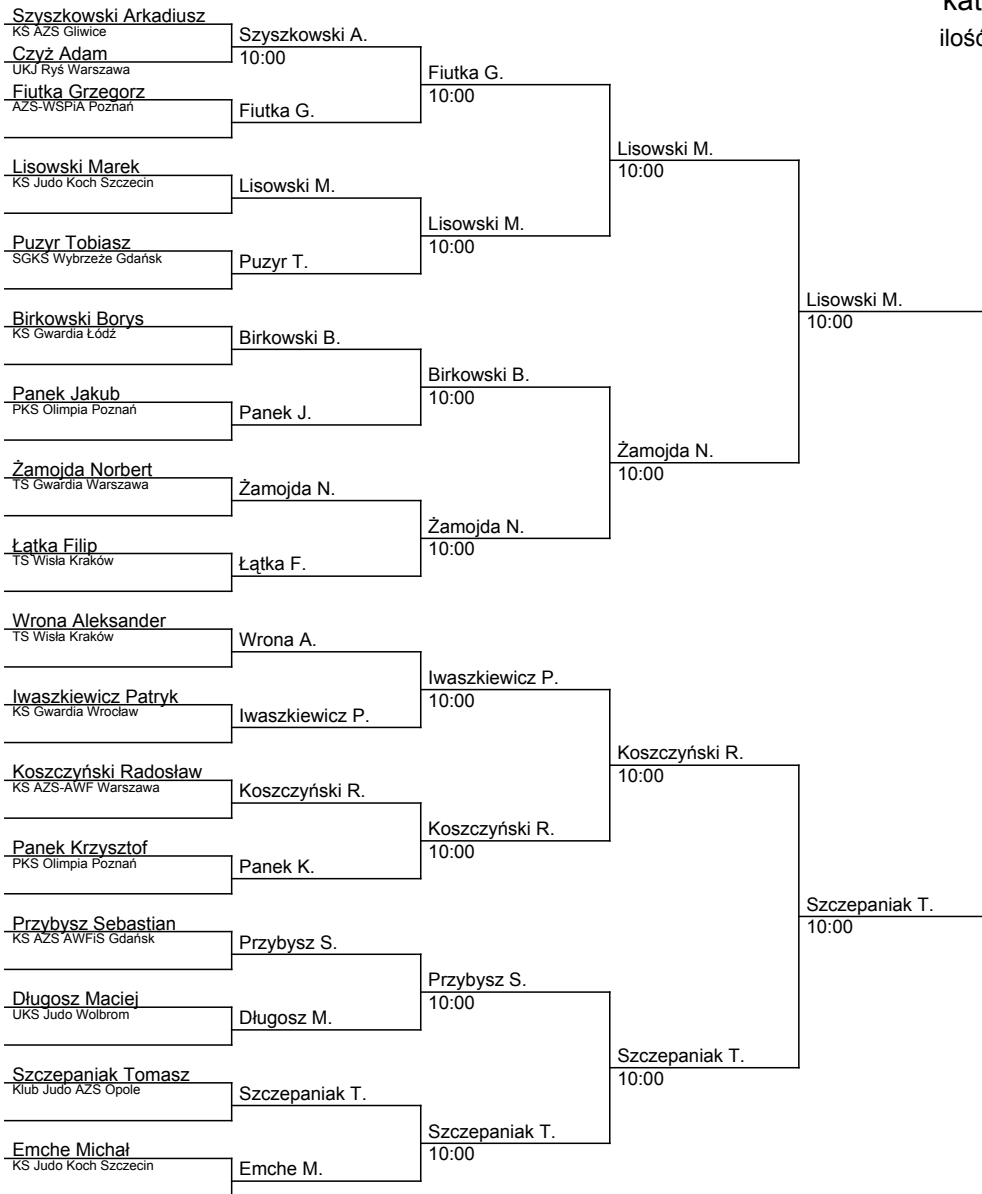 Szyszkowski Arkadiusz
KS AZS Gliwice
Czyż Adam
UKJ Ryś Warszawa
Fiutka Grzegorz
AZS-WSPiA Poznań
Lisowski Marek
KS Judo Koch Szczecin
Puzyr Tobiasz
SGKS Wybrzeże Gdańsk
Birkowski Borys
KS Gwardia Łódź
Panek Jakub
PKS Olimpia Poznań
Żamojda Norbert
TS Gwardia Warszawa
Łątka Filip
TS Wisła Kraków
Wrona Aleksander
TS Wisła Kraków
Iwaszkiewicz Patryk
KS Gwardia Wrocław
Koszczyński Radosław
KS AZS-AWF Warszawa
Panek Krzysztof
PKS Olimpia Poznań
Przybysz Sebastian
KS AZS AWFiS Gdańsk
Długosz Maciej
UKS Judo Wolbrom
Szczepaniak Tomasz
Klub Judo AZS Opole
Emche Michał
KS Judo Koch Szczecin
Szyszkowski A.
10:00
Fiutka G.
Lisowski M.
Puzyr T.
Birkowski B.
Panek J.
Żamojda N.
Łątka F.
Wrona A.
Iwaszkiewicz P.
Koszczyński R.
Panek K.
Przybysz S.
Długosz M.
Szczepaniak T.
Emche M.
Fiutka G.
10:00
Lisowski M.
10:00
Birkowski B.
10:00
Żamojda N.
10:00
Iwaszkiewicz P.
10:00
Koszczyński R.
10:00
Przybysz S.
10:00
Szczepaniak T.
10:00
Lisowski M.
10:00
Żamojda N.
10:00
Koszczyński R.
10:00
Szczepaniak T.
10:00
Lisowski M.
10:00
Szczepaniak T.
10:00
ilość